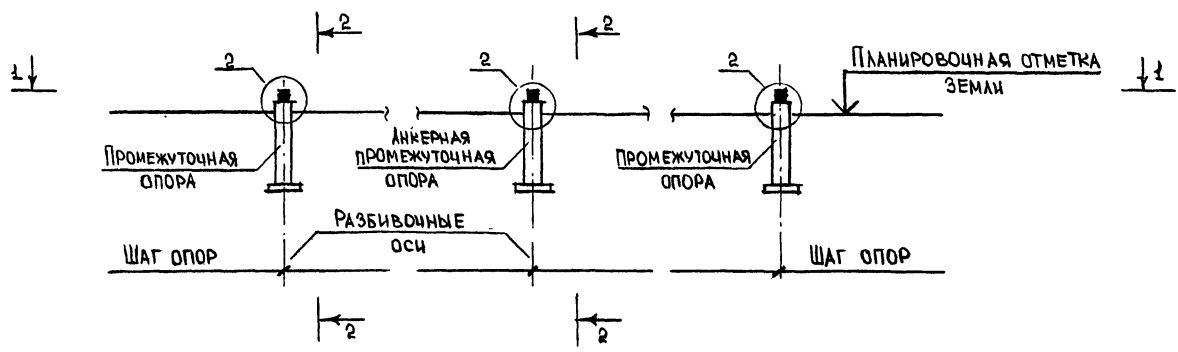 2
2
1
2
2
2
Планировочная отметка
земли
1
Промежуточная
опора
Анкерная
промежуточная
опора
Промежуточная
опора
Разбивочные
оси
Шаг опор
Шаг опор
2
2